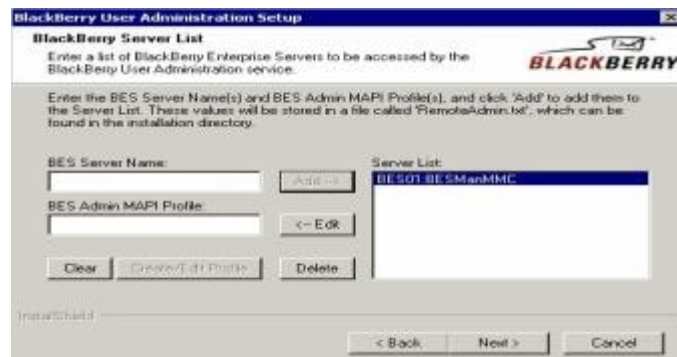 BlackBerry User Administration Setup
BlackBerry Server List
Enter a list of BlackBerry Enterprise Servers to be accessed by the
BlackBerry User Administration service.
BLACKBERRY
Enter the BES Server Name(s) and BES Admin MAPI Profile(s), and click 'Add' to add them to
the Server List. These values will be stored in a file called 'RemoteAdmin.txt', which can be
found in the installation directory.
BES Server Name:
Server List:
Add -->
BES01:BESManMMC
BES Admin MAPI Profile:
<-- Edit
Clear
Create/Edit Profile
Delete
InstallShield
< Back
Next >
Cancel